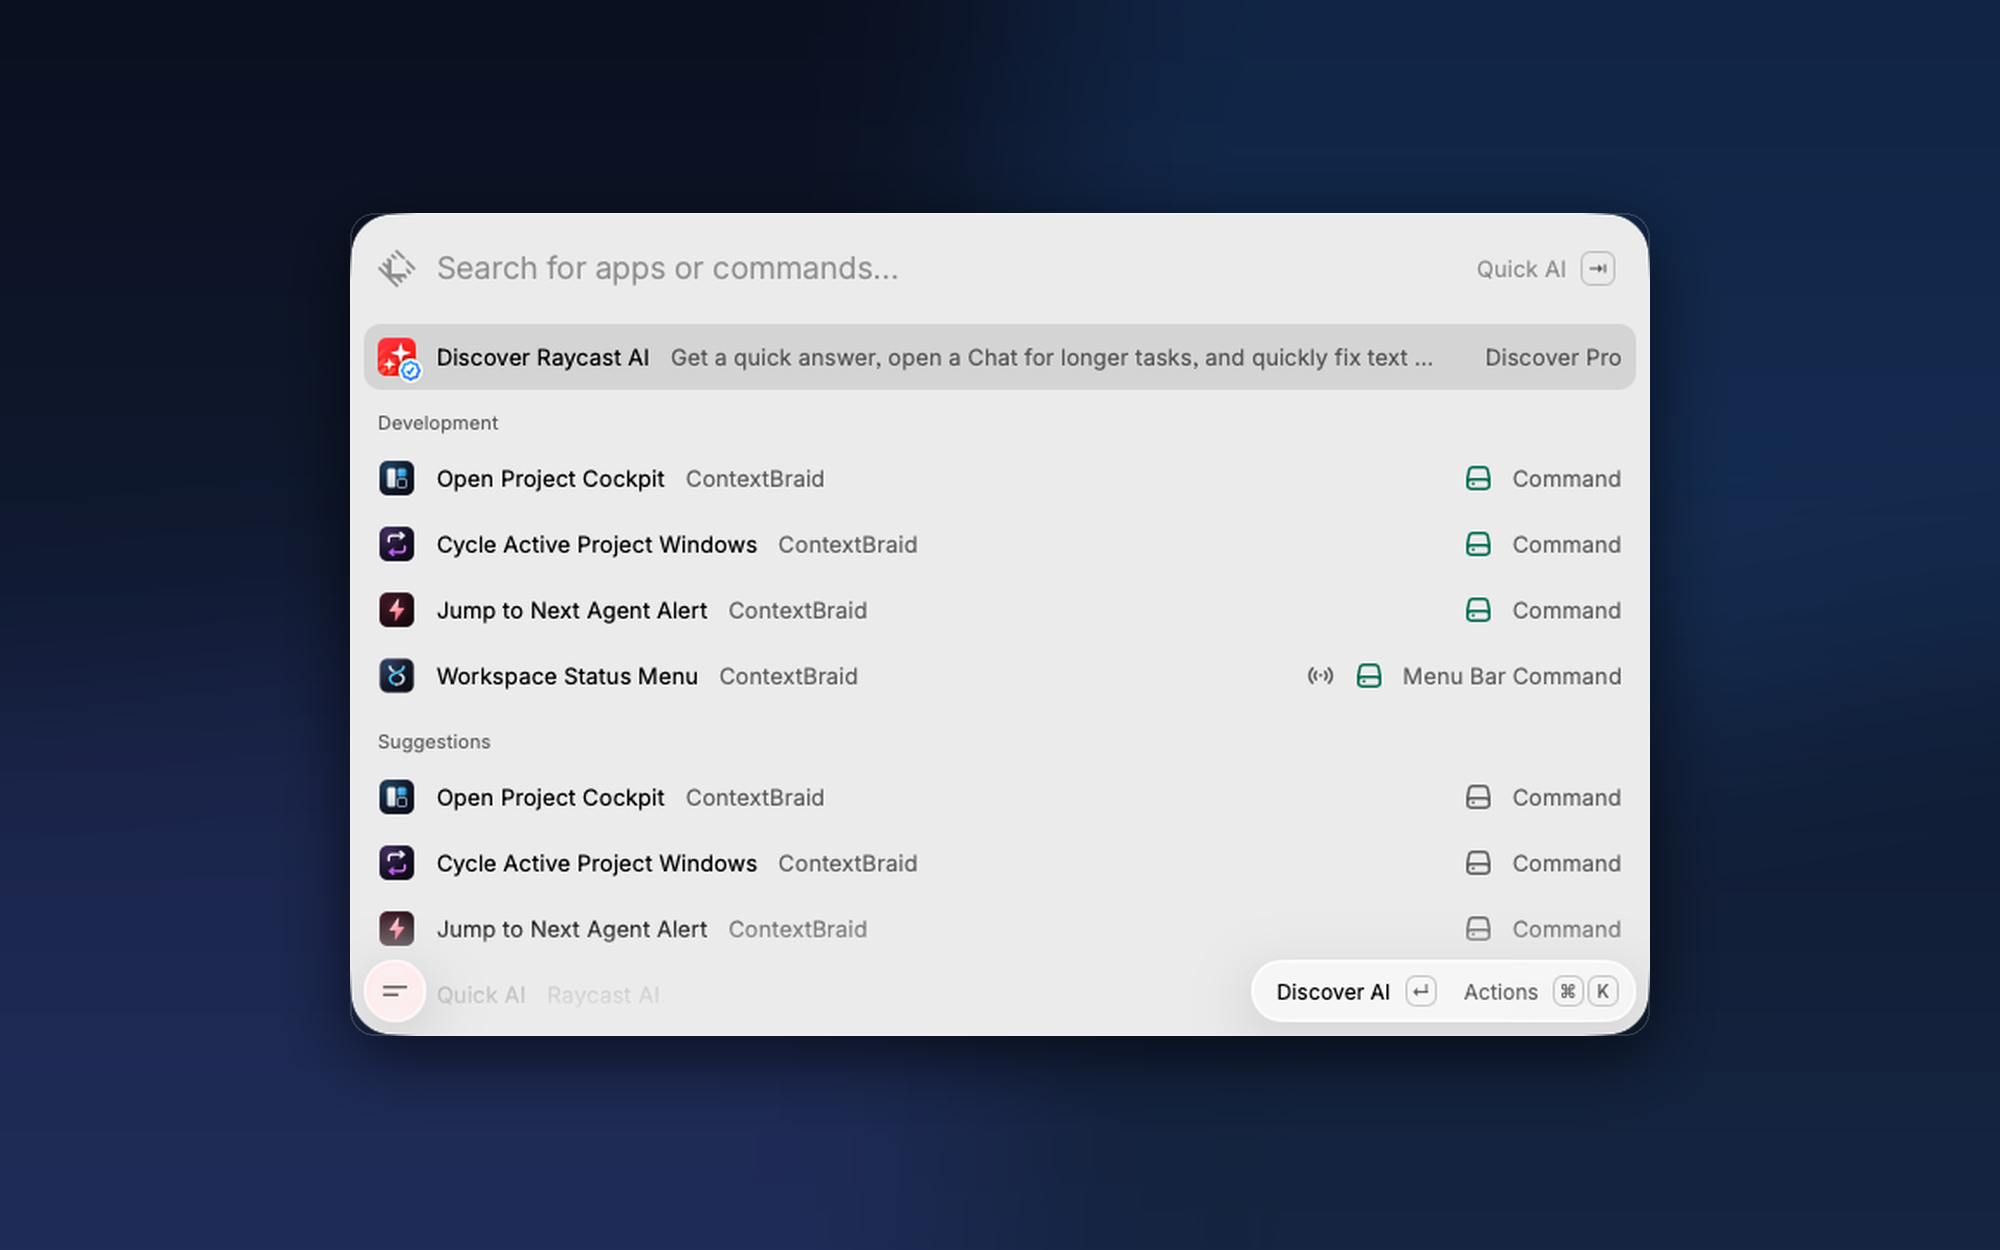 Search for apps or commands... Quick AI
Discover Raycast AI Get a quick answer, open a Chat for longer tasks, and quickly fix text ... Discover Pro
Development
Open Project Cockpit ContextBraid Command
Cycle Active Project Windows ContextBraid Command
Jump to Next Agent Alert ContextBraid Command
Workspace Status Menu ContextBraid Menu Bar Command
Suggestions
Open Project Cockpit ContextBraid Command
Cycle Active Project Windows ContextBraid Command
Jump to Next Agent Alert ContextBraid Command
Quick AI Raycast AI
Discover AI ↵ Actions ⌘ K